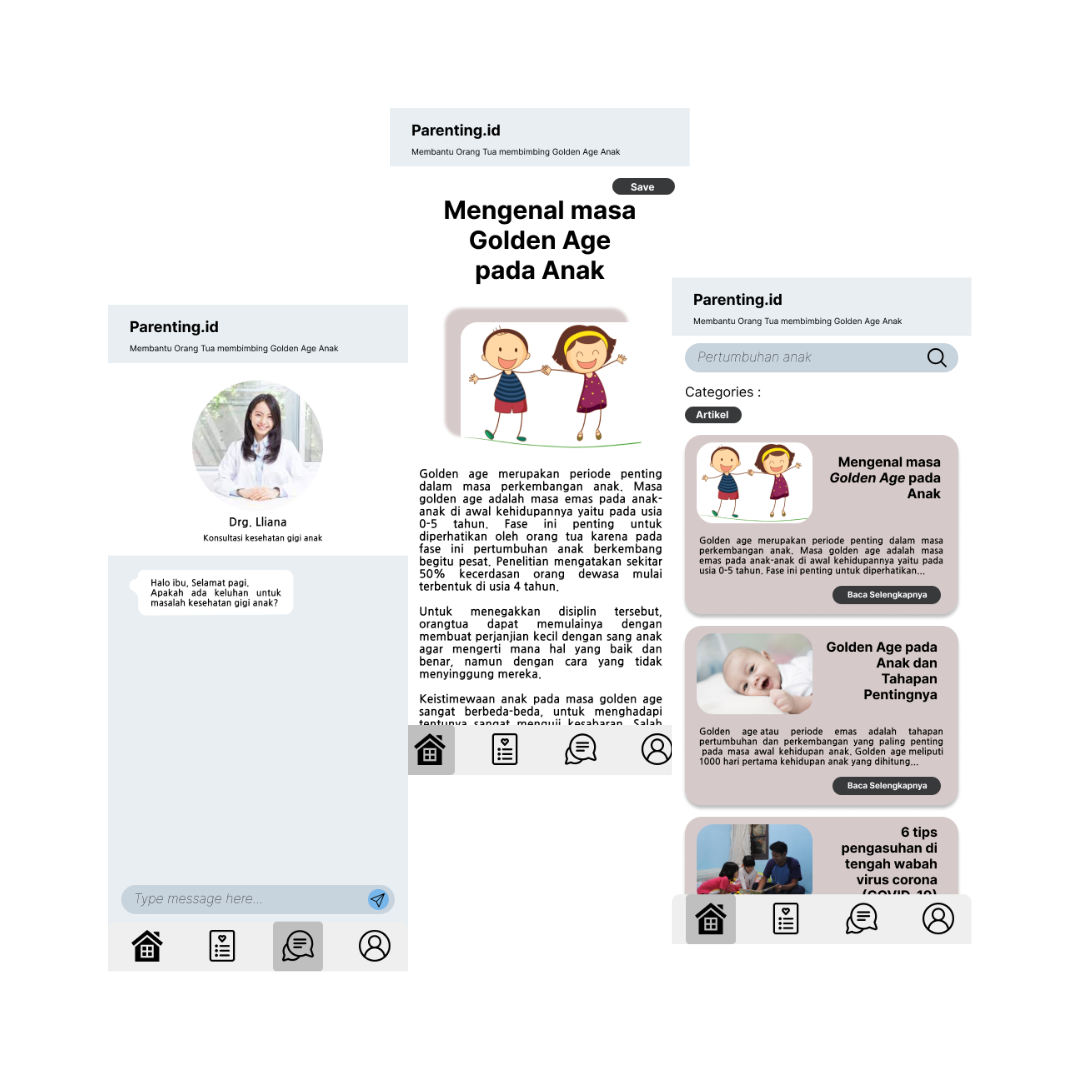 Parenting.id
Membantu Orang Tua membimbing Golden Age Anak
Drg. Lliana
Konsultasi kesehatan gigi anak
Halo ibu, Selamat pagi,
Apakah ada keluhan untuk
masalah kesehatan gigi anak?
Type message here...
Parenting.id
Membantu Orang Tua membimbing Golden Age Anak
Save
Mengenal masa
Golden Age
pada Anak
Golden age merupakan periode penting
dalam masa perkembangan anak. Masa
golden age adalah masa emas pada anak-
anak di awal kehidupannya yaitu pada usia
0-5 tahun. Fase ini penting untuk
diperhatikan oleh orang tua karena pada
fase ini pertumbuhan anak berkembang
begitu pesat. Penelitian mengatakan sekitar
50% kecerdasan orang dewasa mulai
terbentuk di usia 4 tahun.
Untuk menegakkan disiplin tersebut,
orangtua dapat memulainya dengan
membuat perjanjian kecil dengan sang anak
agar mengerti mana hal yang baik dan
benar, namun dengan cara yang tidak
menyinggung mereka.
Keistimewaan anak pada masa golden age
sangat berbeda-beda, untuk menghadapi
tentunya sangat menguji kesabaran. Salah
Parenting.id
Membantu Orang Tua membimbing Golden Age Anak
Pertumbuhan anak
Categories :
Artikel
Mengenal masa
Golden Age pada
Anak
Golden age merupakan periode penting dalam masa
perkembangan anak. Masa golden age adalah masa
emas pada anak-anak di awal kehidupannya yaitu pada
usia 0-5 tahun. Fase ini penting untuk diperhatikan...
Baca Selengkapnya
Golden Age pada
Anak dan
Tahapan
Pentingnya
Golden age atau periode emas adalah tahapan
pertumbuhan dan perkembangan yang paling penting
pada masa awal kehidupan anak. Golden age meliputi
1000 hari pertama kehidupan anak yang dihitung...
Baca Selengkapnya
6 tips
pengasuhan di
tengah wabah
virus corona
(COVID-19)